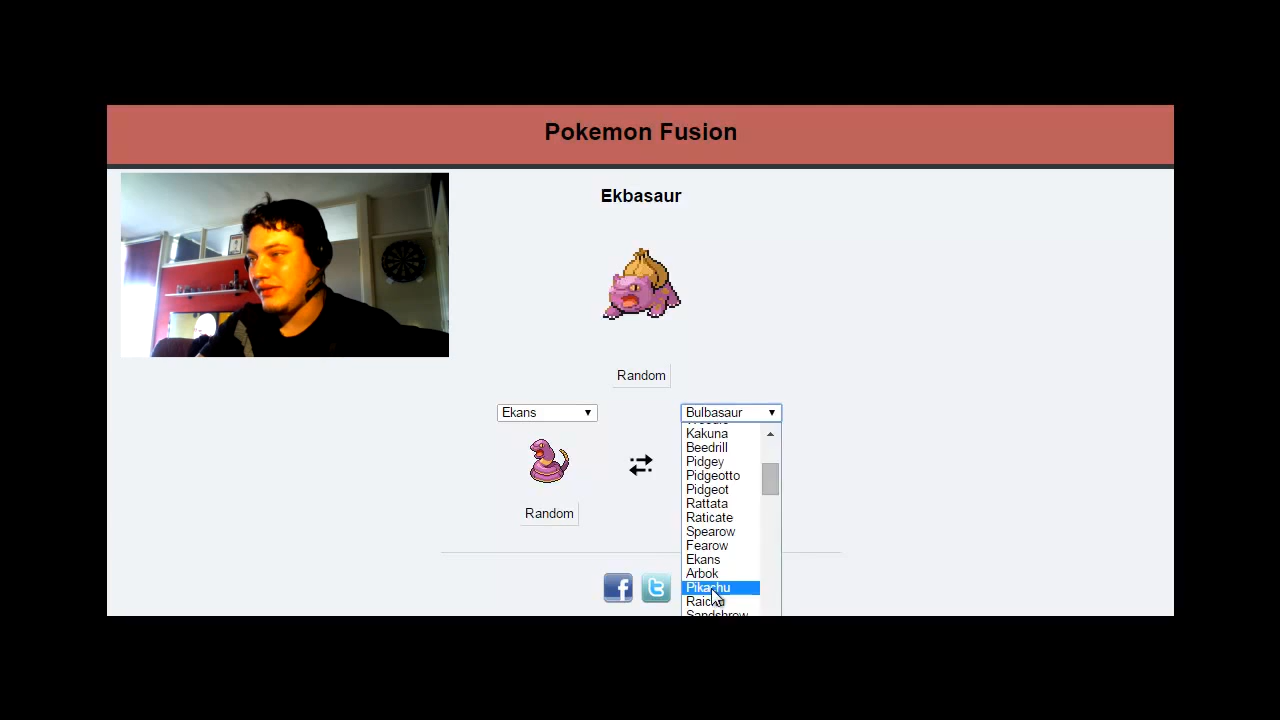 Pokemon Fusion
Ekbasaur
Random
Ekans
Bulbasaur
Kakuna
Beedrill
Pidgey
Pidgeotto
Pidgeot
Rattata
Raticate
Spearow
Fearow
Ekans
Arbok
Pikachu
Random